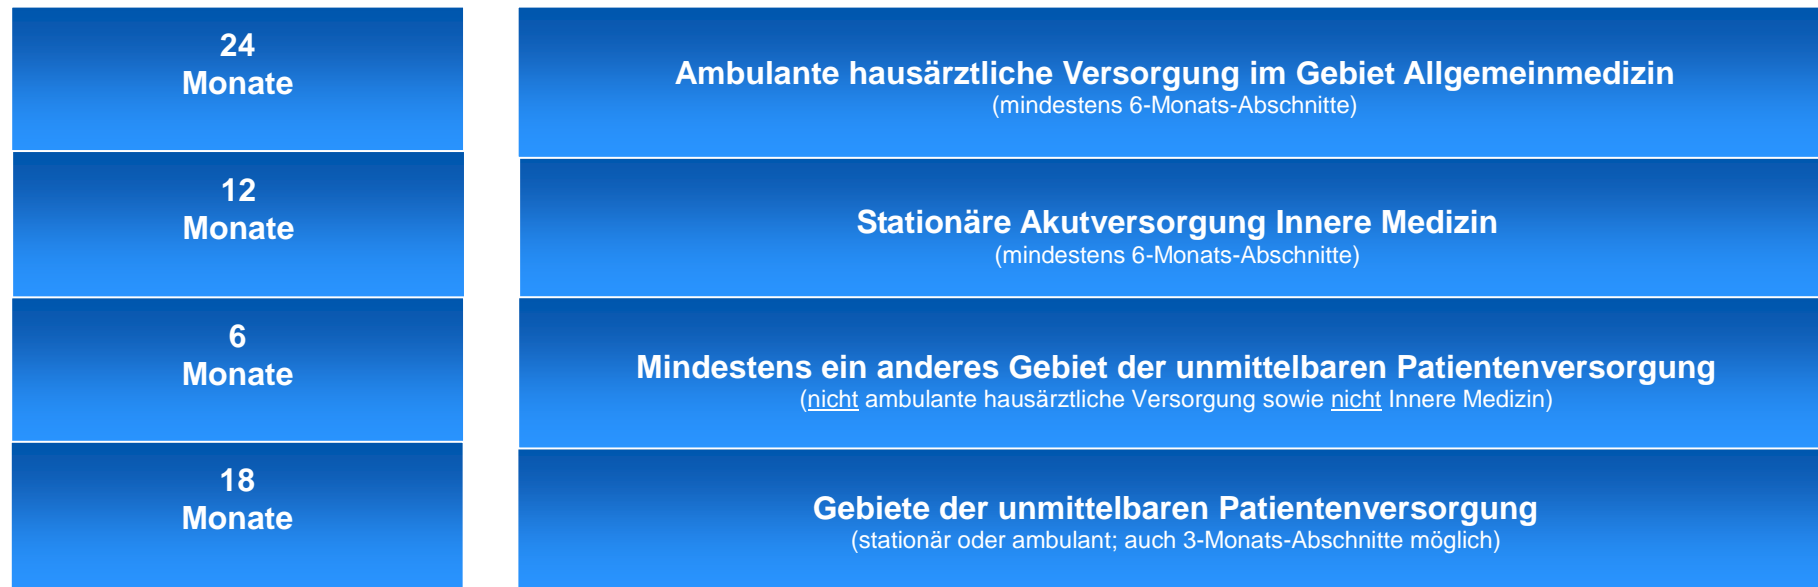 24
Monate
Ambulante hausärztliche Versorgung im Gebiet Allgemeinmedizin
(mindestens 6-Monats-Abschnitte)
12
Monate
Stationäre Akutversorgung Innere Medizin
(mindestens 6-Monats-Abschnitte)
6
Monate
Mindestens ein anderes Gebiet der unmittelbaren Patientenversorgung
(nicht ambulante hausärztliche Versorgung sowie nicht Innere Medizin)
18
Monate
Gebiete der unmittelbaren Patientenversorgung
(stationär oder ambulant; auch 3-Monats-Abschnitte möglich)